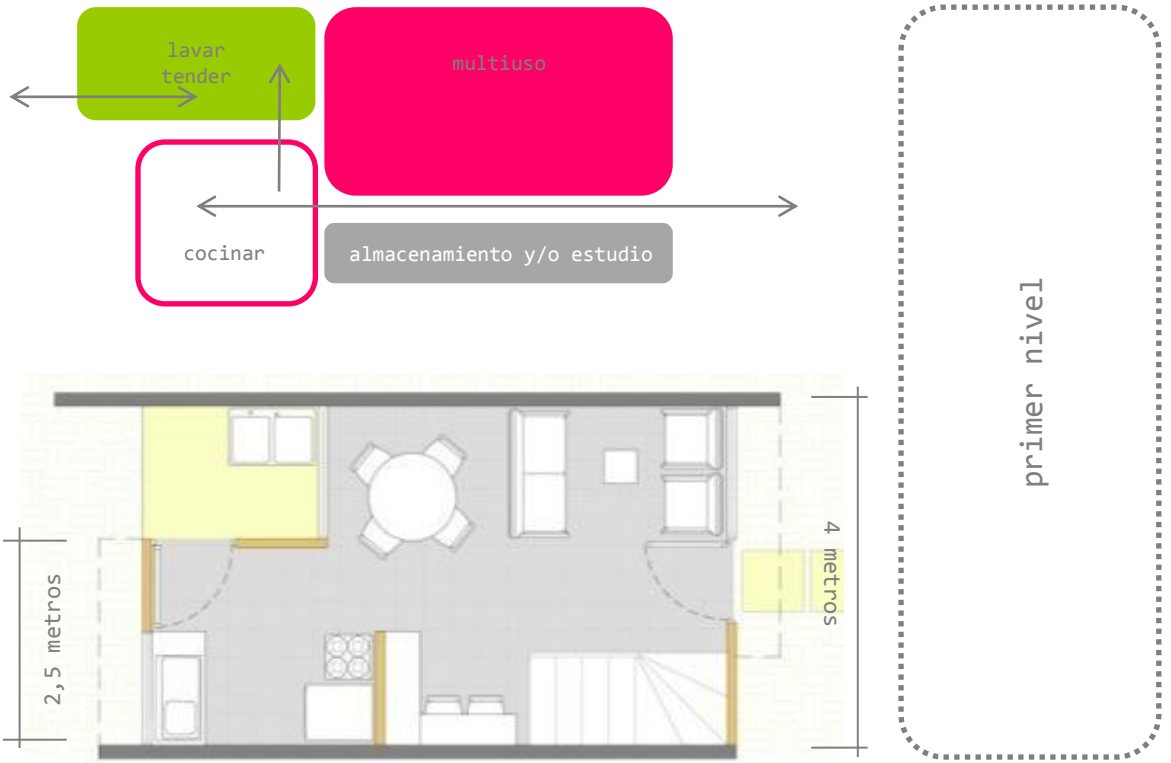 lavar
tender
multiuso
cocinar
almacenamiento y/o estudio
primer nivel
4 metros
2,5 metros